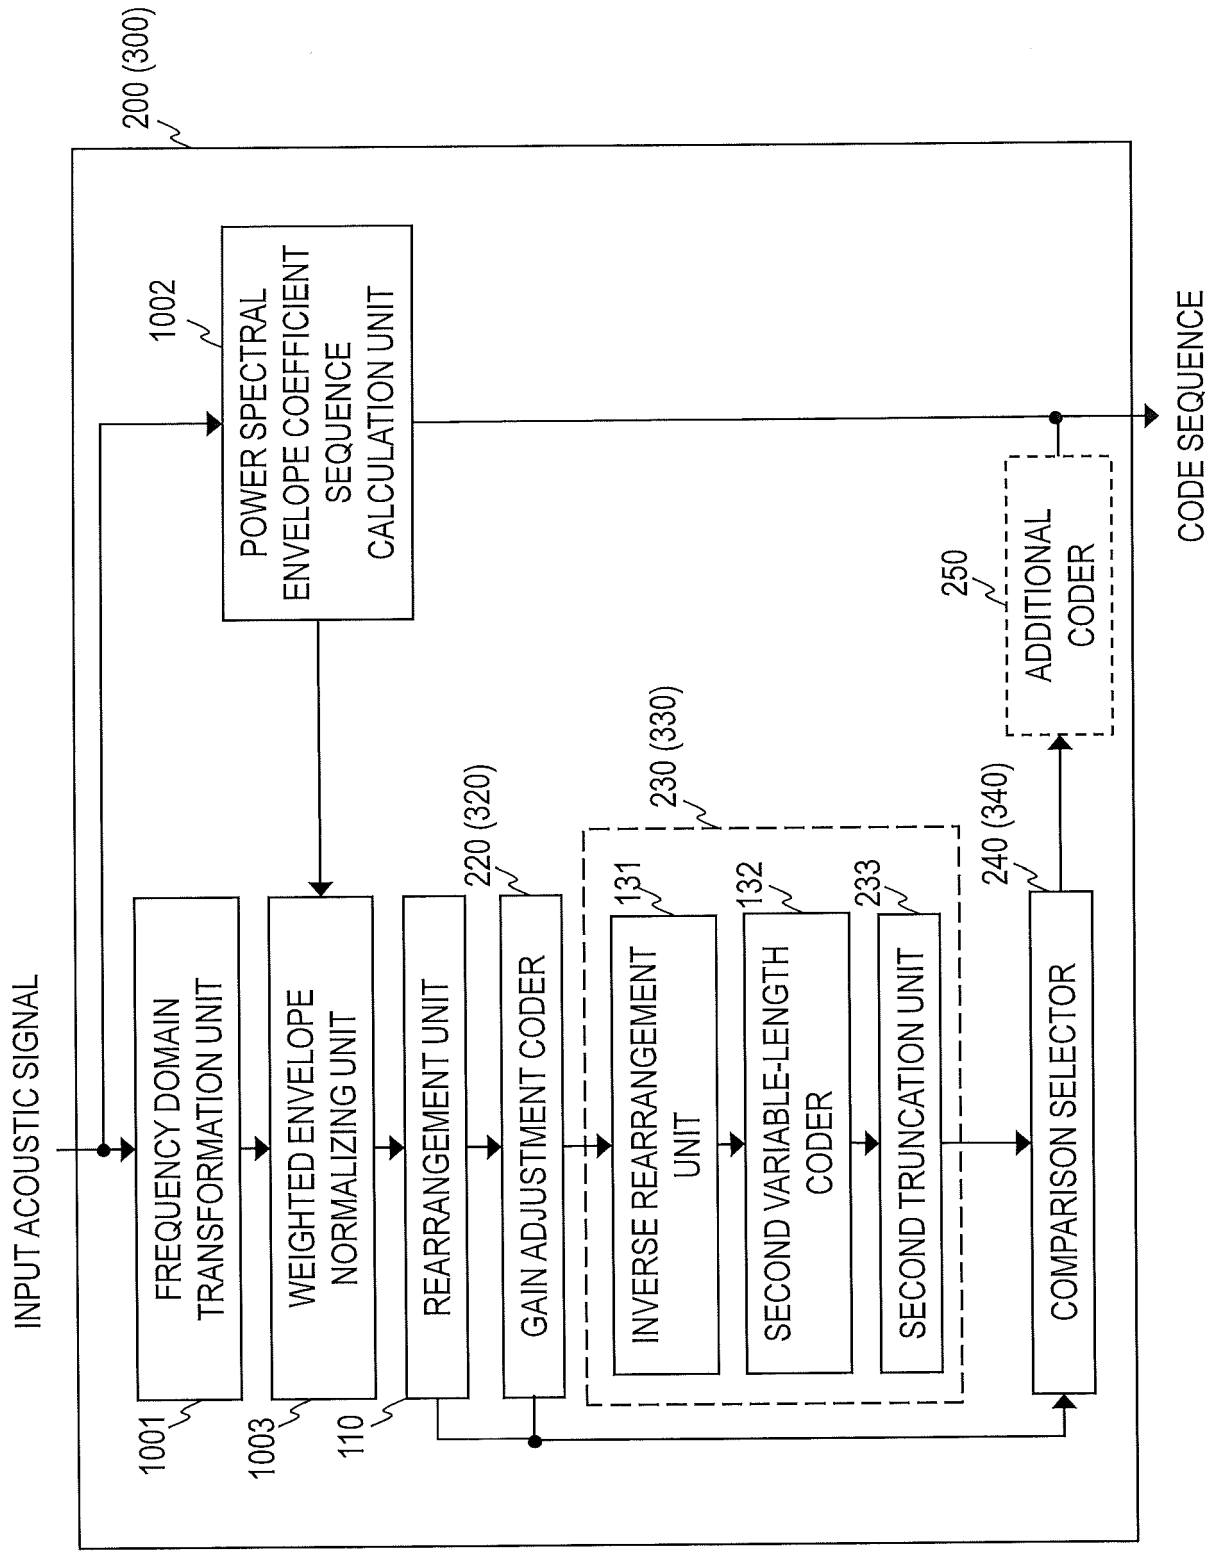 200 (300)
INPUT ACOUSTIC SIGNAL
1001
FREQUENCY DOMAIN
TRANSFORMATION UNIT
1002
POWER SPECTRAL
ENVELOPE COEFFICIENT
SEQUENCE
CALCULATION UNIT
1003
WEIGHTED ENVELOPE
NORMALIZING UNIT
110
REARRANGEMENT UNIT
220 (320)
GAIN ADJUSTMENT CODER
230 (330)
131
INVERSE REARRANGEMENT
UNIT
132
SECOND VARIABLE-LENGTH
CODER
233
SECOND TRUNCATION UNIT
240 (340)
COMPARISON SELECTOR
250
ADDITIONAL
CODER
CODE SEQUENCE